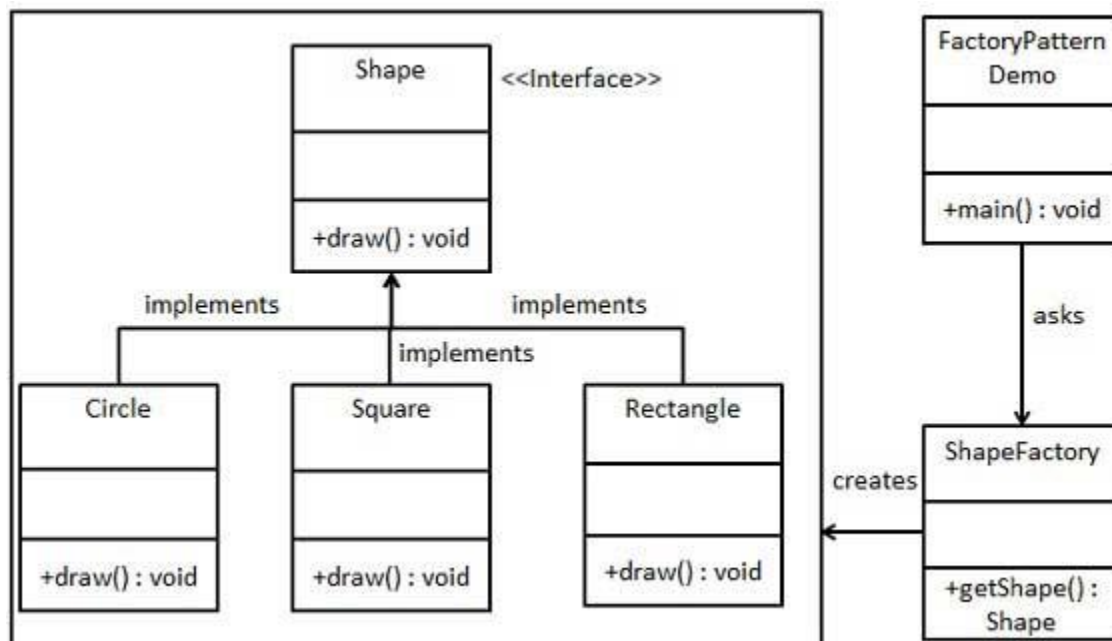 Shape
<<Interface>>
+draw() : void
implements
implements
implements
Circle
+draw() : void
Square
+draw() : void
Rectangle
+draw() : void
FactoryPattern
Demo
+main() : void
asks
ShapeFactory
creates
+getShape() :
Shape